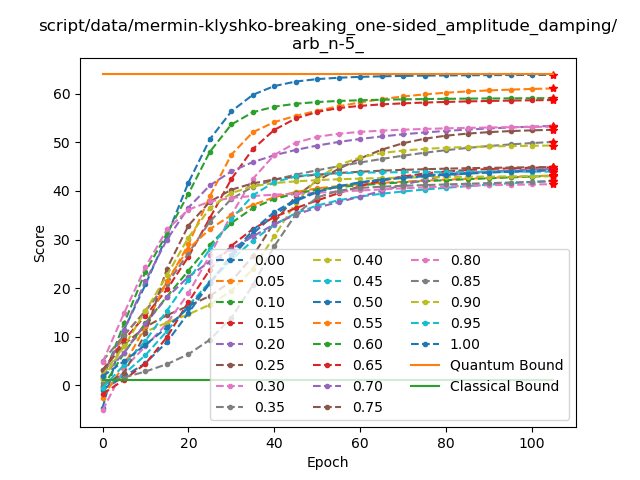 script/data/mermin-klyshko-breaking_one-sided_amplitude_damping/
arb_n-5_
Score
60
50
40
30
20
10
0
0 20 40 60 80 100
Epoch
0.00 0.40 0.80
0.05 0.45 0.85
0.10 0.50 0.90
0.15 0.55 0.95
0.20 0.60 1.00
0.25 0.65 Quantum Bound
0.30 0.70 Classical Bound
0.35 0.75